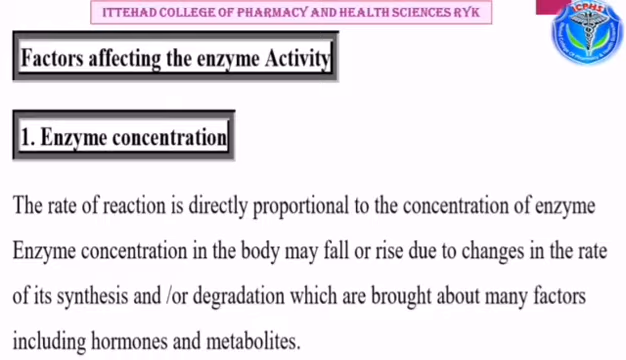 ITTEHAD COLLEGE OF PHARMACY AND HEALTH SCIENCES RYK
ICPHS
Factors affecting the enzyme Activity
1. Enzyme concentration
The rate of reaction is directly proportional to the concentration of enzyme
Enzyme concentration in the body may fall or rise due to changes in the rate
of its synthesis and /or degradation which are brought about many factors
including hormones and metabolites.